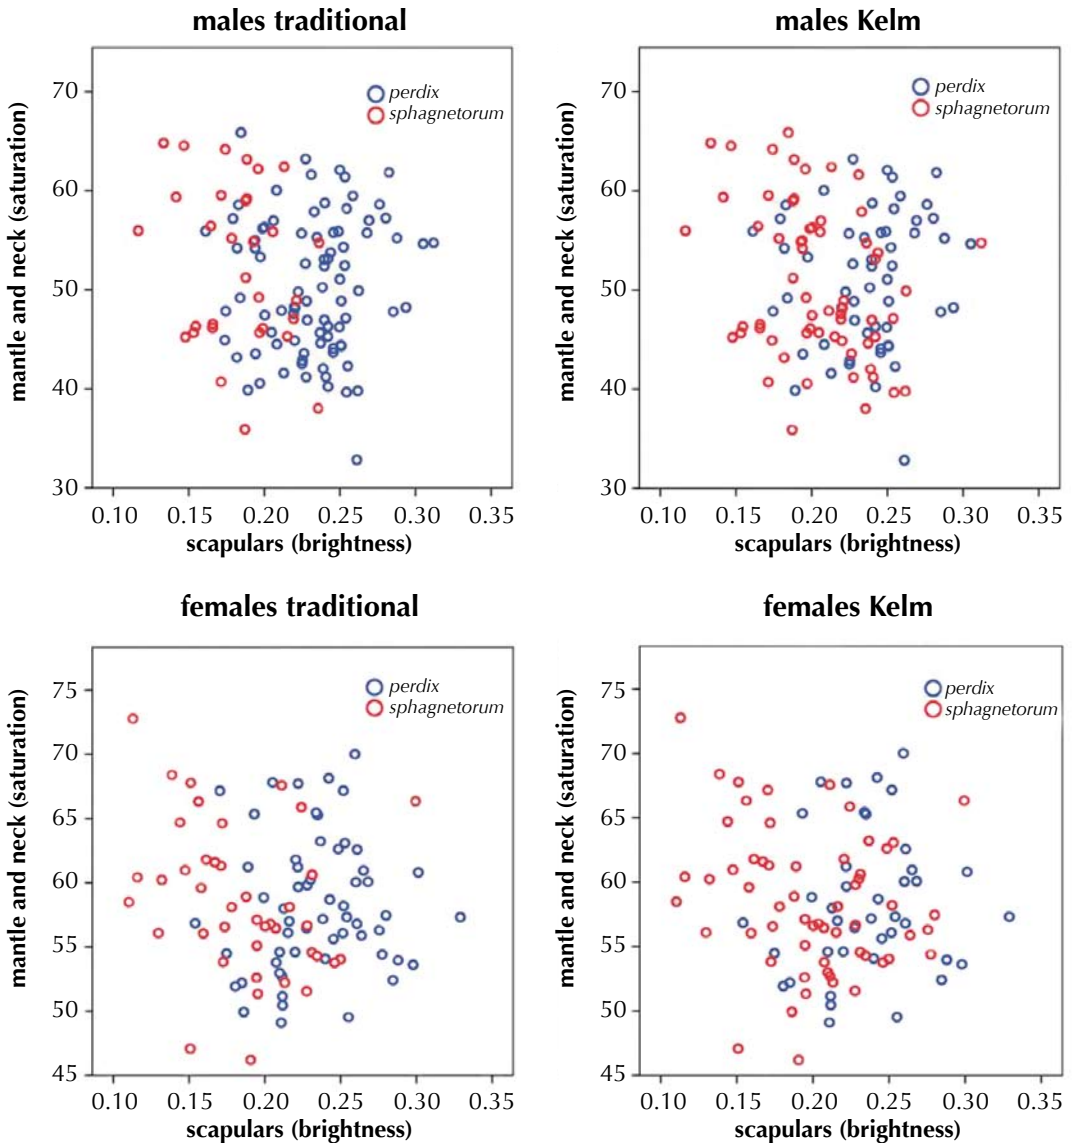 males traditional
mantle and neck (saturation)
70
60
50
40
30
perdix
sphagnetorum
0.10 0.15 0.20 0.25 0.30 0.35
scapulars (brightness)
males Kelm
mantle and neck (saturation)
70
60
50
40
30
perdix
sphagnetorum
0.10 0.15 0.20 0.25 0.30 0.35
scapulars (brightness)
females traditional
mantle and neck (saturation)
75
70
65
60
55
50
45
perdix
sphagnetorum
0.10 0.15 0.20 0.25 0.30 0.35
scapulars (brightness)
females Kelm
mantle and neck (saturation)
75
70
65
60
55
50
45
perdix
sphagnetorum
0.10 0.15 0.20 0.25 0.30 0.35
scapulars (brightness)